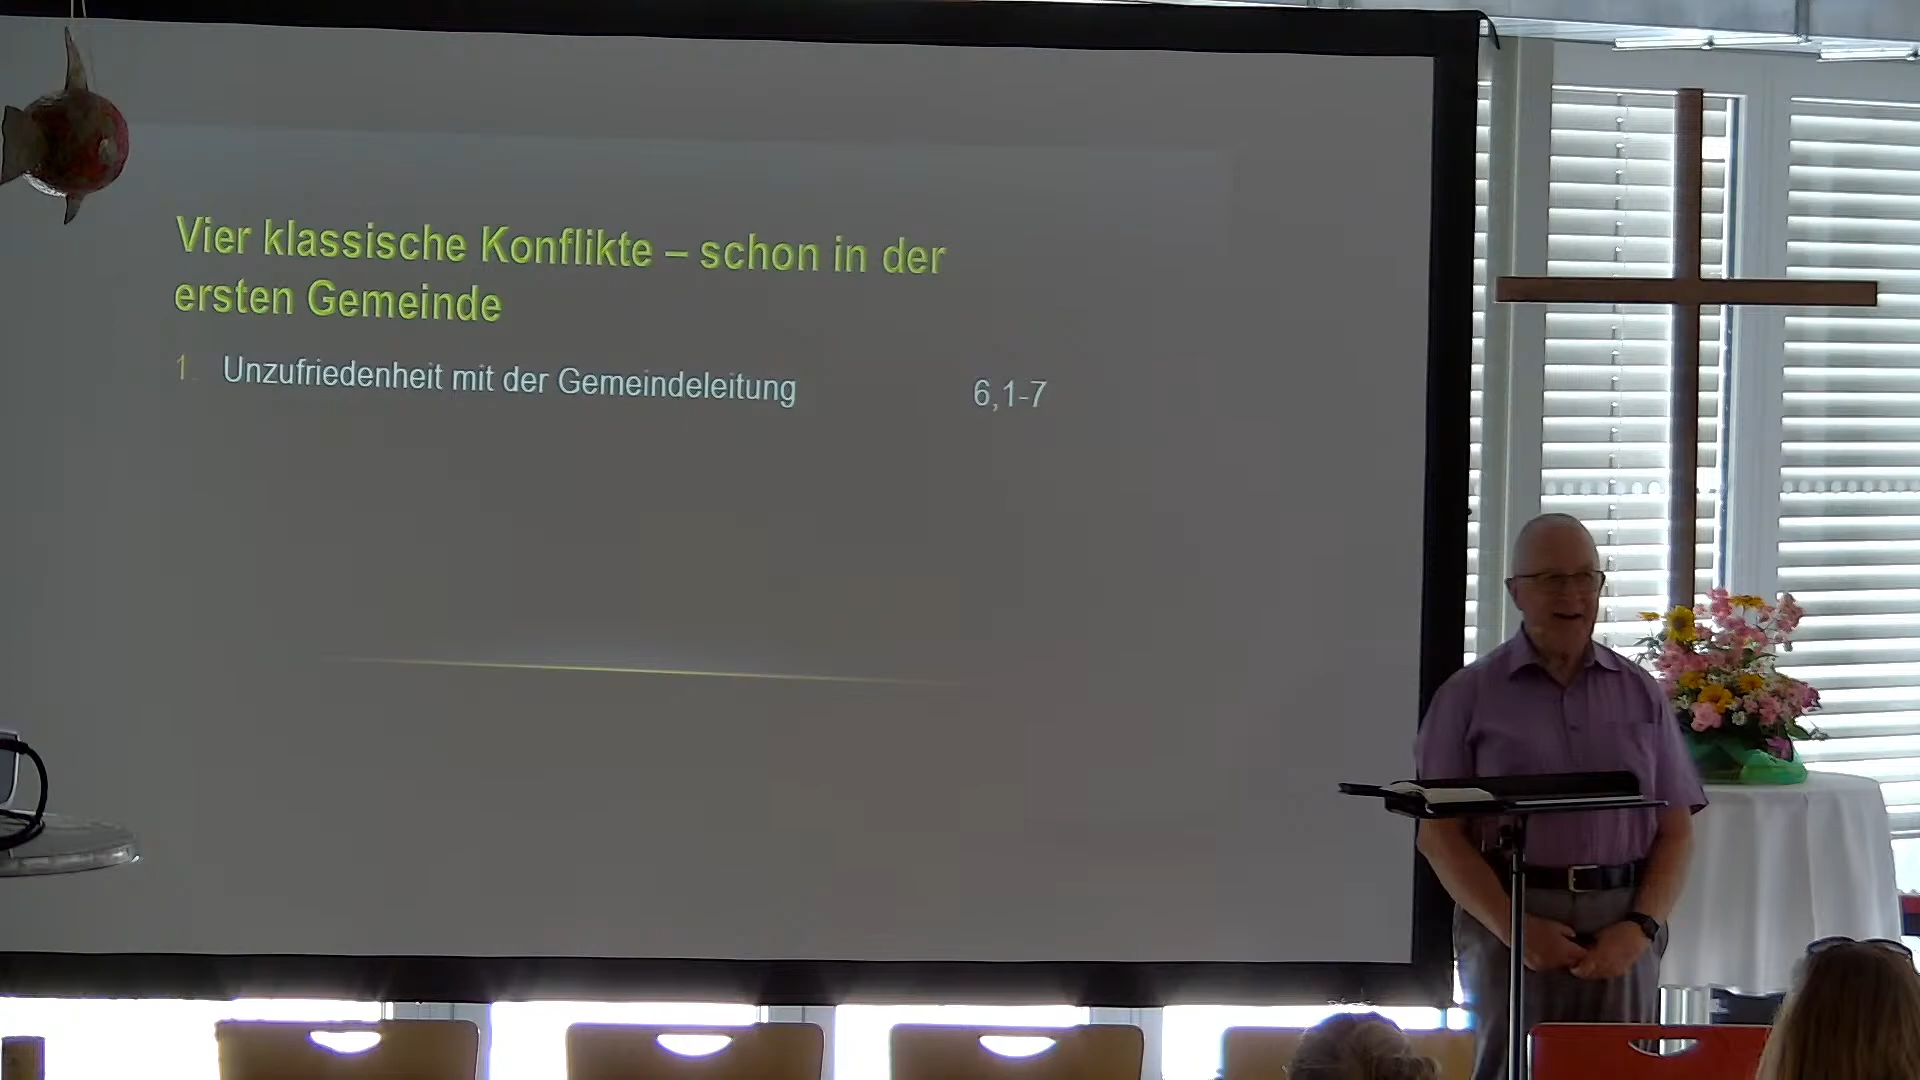 Vier klassische Konflikte – schon in der
ersten Gemeinde
1. Unzufriedenheit mit der Gemeindeleitung 6,1-7